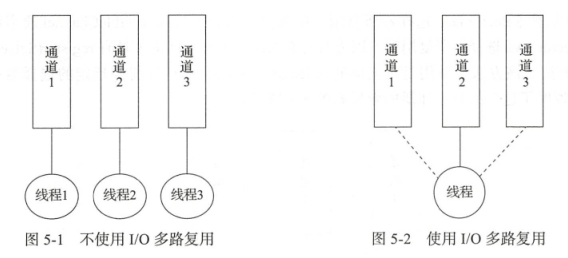 通道1
通道2
通道3
线程1
线程2
线程3
图 5-1 不使用 I/O 多路复用
通道1
通道2
通道3
线程
图 5-2 使用 I/O 多路复用